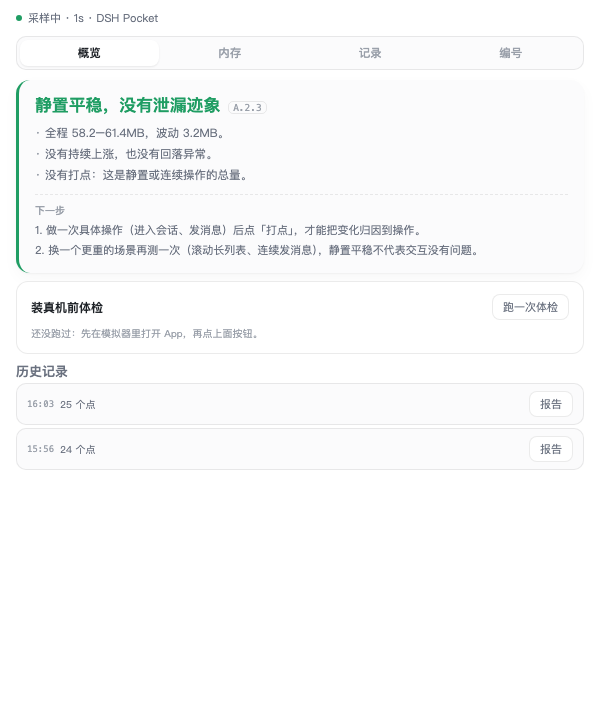 采样中 · 1s · DSH Pocket
概览 内存 记录 编号
静置平稳，没有泄漏迹象 A.2.3
· 全程 58.2–61.4MB，波动 3.2MB。
· 没有持续上涨，也没有回落异常。
· 没有打点：这是静置或连续操作的总量。
下一步
1. 做一次具体操作（进入会话、发消息）后点「打点」，才能把变化归因到操作。
2. 换一个更重的场景再测一次（滚动长列表、连续发消息），静置平稳不代表交互没有问题。
装真机前体检 跑一次体检
还没跑过：先在模拟器里打开 App，再点上面按钮。
历史记录
16:03 25 个点 报告
15:56 24 个点 报告